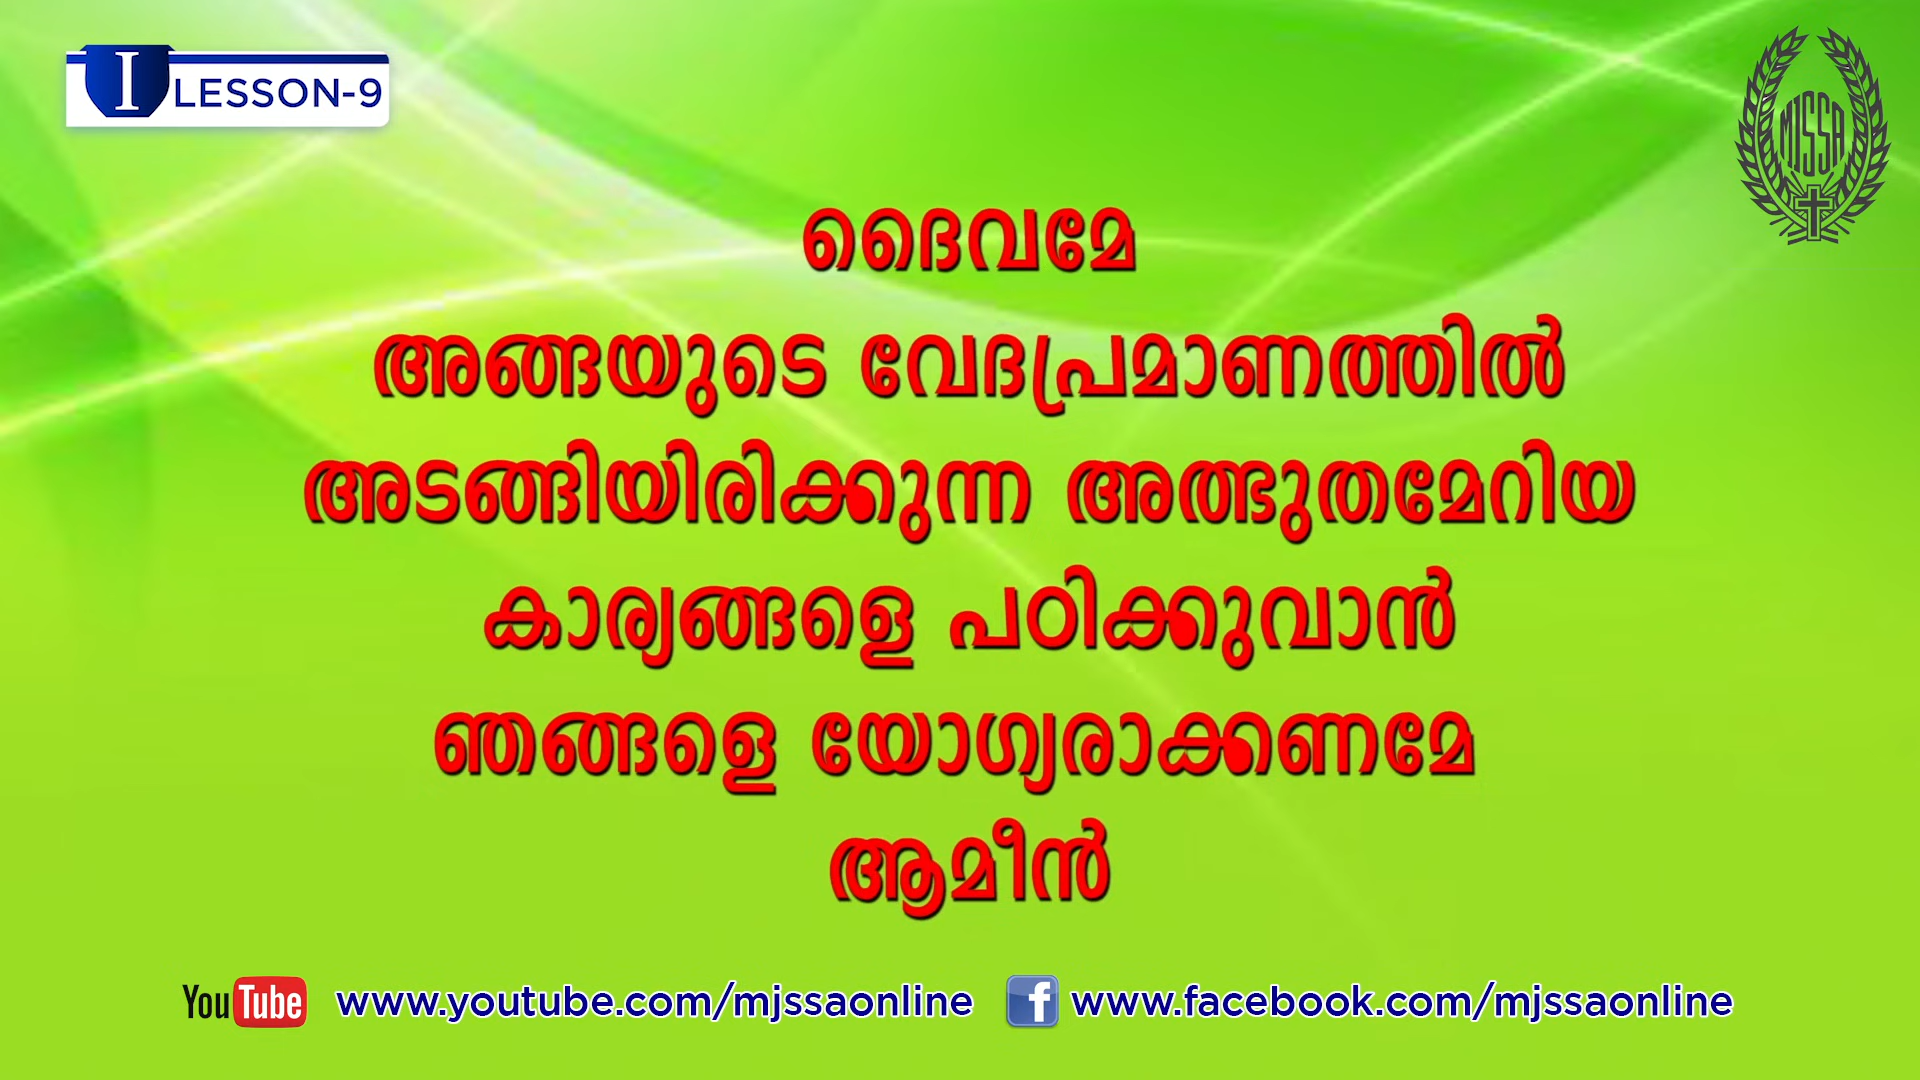 I LESSON-9
MJSSA
ദൈവമേ
അങ്ങയുടെ വേദപ്രമാണത്തിൽ
അടങ്ങിയിരിക്കുന്ന അത്ഭുതമേറിയ
കാര്യങ്ങളെ പഠിക്കുവാൻ
ഞങ്ങളെ യോഗ്യരാക്കണമേ
ആമീൻ
YouTube www.youtube.com/mjssaonline f www.facebook.com/mjssaonline